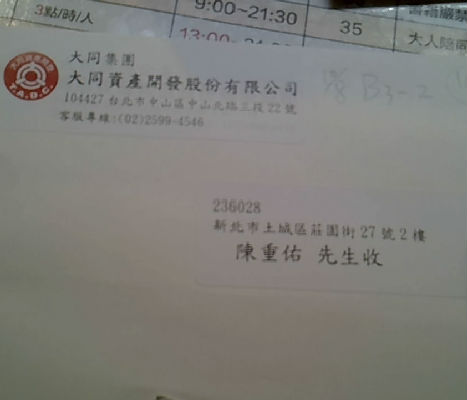 3點/時/人
9:00~21:30
35
大人陪同
大同集團
大同資產開發股份有限公司
T.A.D.C.
104427 台北市中山區中山北路三段22號
客服專線:(02)2599-4546
B3-2
236028
新北市土城區莊園街27號2樓
陳重佑 先生收